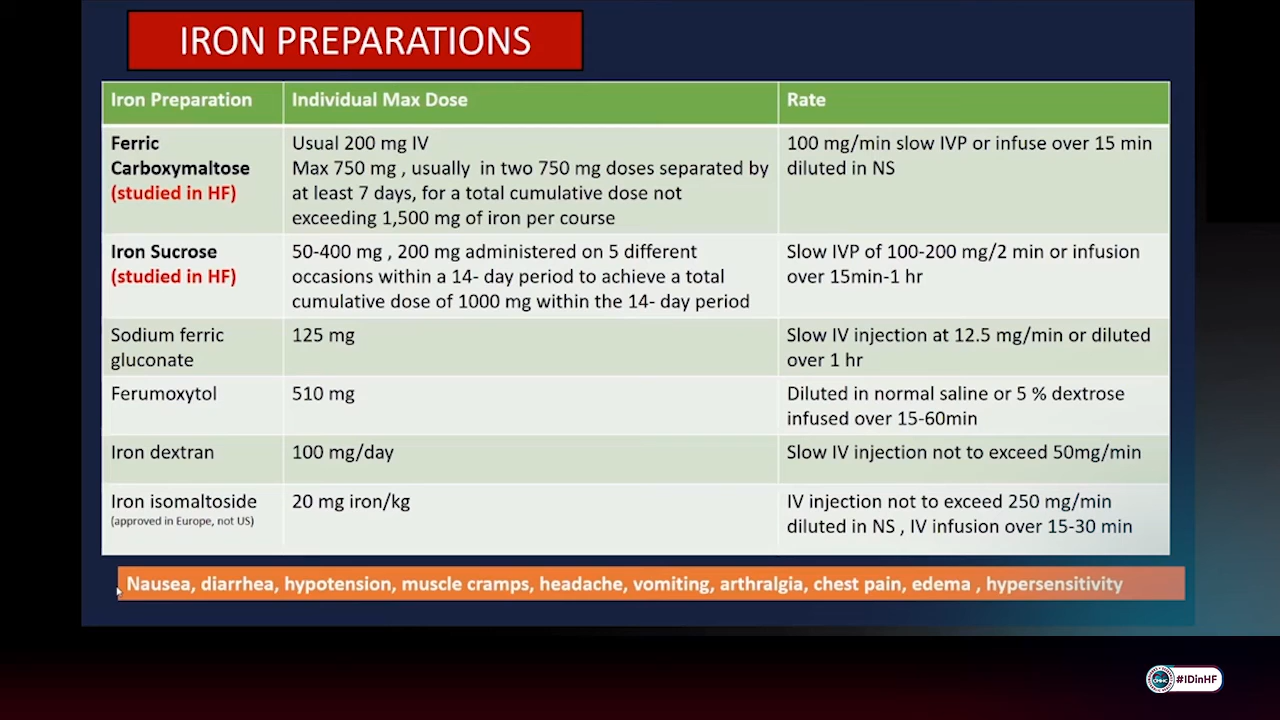 IRON PREPARATIONS
Iron Preparation
Individual Max Dose
Rate
Ferric
Carboxymaltose
(studied in HF)
Usual 200 mg IV
Max 750 mg , usually in two 750 mg doses separated by
at least 7 days, for a total cumulative dose not
exceeding 1,500 mg of iron per course
100 mg/min slow IVP or infuse over 15 min
diluted in NS
Iron Sucrose
(studied in HF)
50-400 mg , 200 mg administered on 5 different
occasions within a 14- day period to achieve a total
cumulative dose of 1000 mg within the 14- day period
Slow IVP of 100-200 mg/2 min or infusion
over 15min-1 hr
Sodium ferric
gluconate
125 mg
Slow IV injection at 12.5 mg/min or diluted
over 1 hr
Ferumoxytol
510 mg
Diluted in normal saline or 5 % dextrose
infused over 15-60min
Iron dextran
100 mg/day
Slow IV injection not to exceed 50mg/min
Iron isomaltoside
(approved in Europe, not US)
20 mg iron/kg
IV injection not to exceed 250 mg/min
diluted in NS , IV infusion over 15-30 min
Nausea, diarrhea, hypotension, muscle cramps, headache, vomiting, arthralgia, chest pain, edema , hypersensitivity
#IDinHF